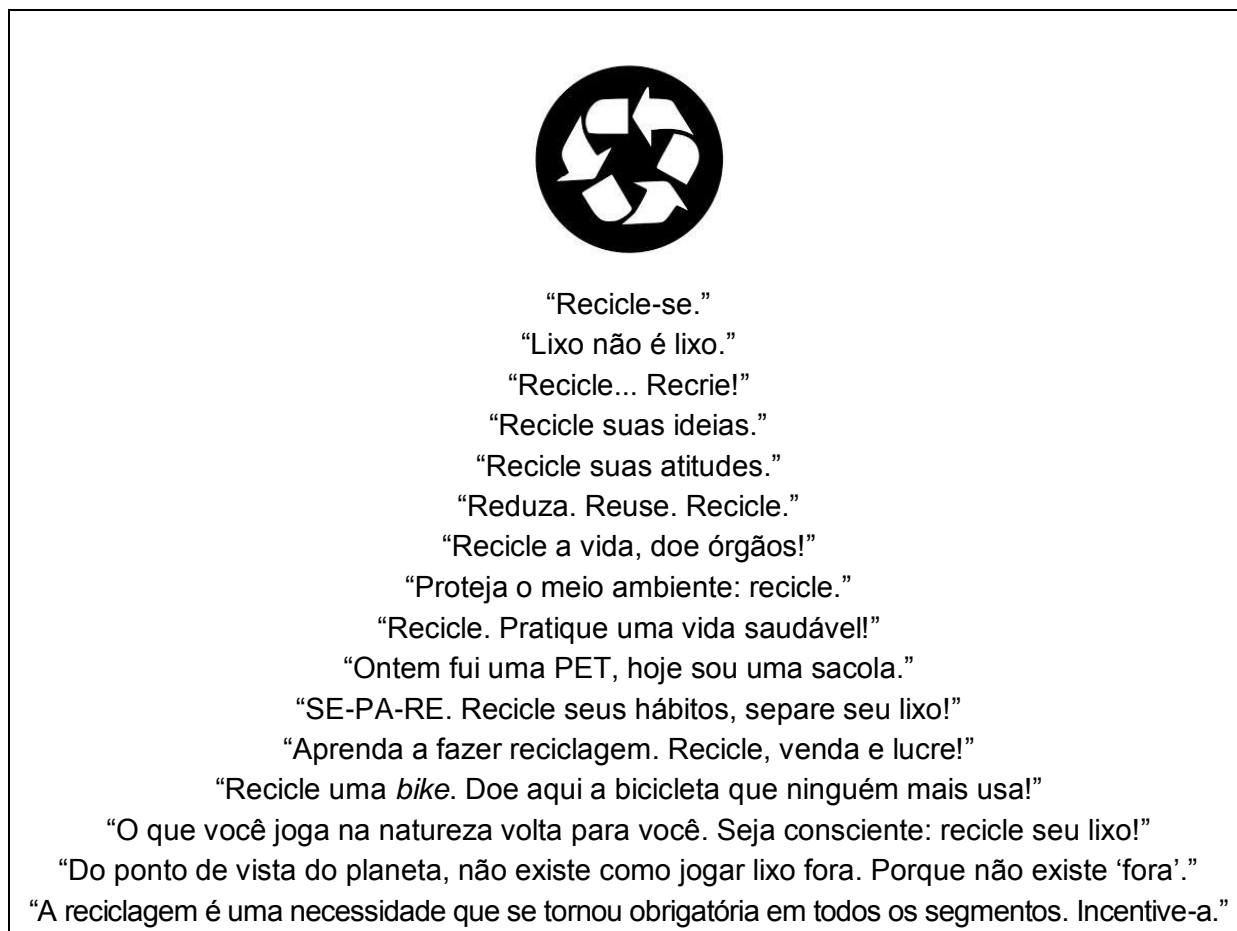 “Recicle-se.”
“Lixo não é lixo.”
“Recicle... Recrie!”
“Recicle suas ideias.”
“Recicle suas atitudes.”
“Reduza. Reuse. Recicle.”
“Recicle a vida, doe órgãos!”
“Proteja o meio ambiente: recicle.”
“Recicle. Pratique uma vida saudável!”
“Ontem fui uma PET, hoje sou uma sacola.”
“SE-PA-RE. Recicle seus hábitos, separe seu lixo!”
“Aprenda a fazer reciclagem. Recicle, venda e lucre!”
“Recicle uma bike. Doe aqui a bicicleta que ninguém mais usa!”
“O que você joga na natureza volta para você. Seja consciente: recicle seu lixo!”
“Do ponto de vista do planeta, não existe como jogar lixo fora. Porque não existe ‘fora’.”
“A reciclagem é uma necessidade que se tornou obrigatória em todos os segmentos. Incentive-a.”